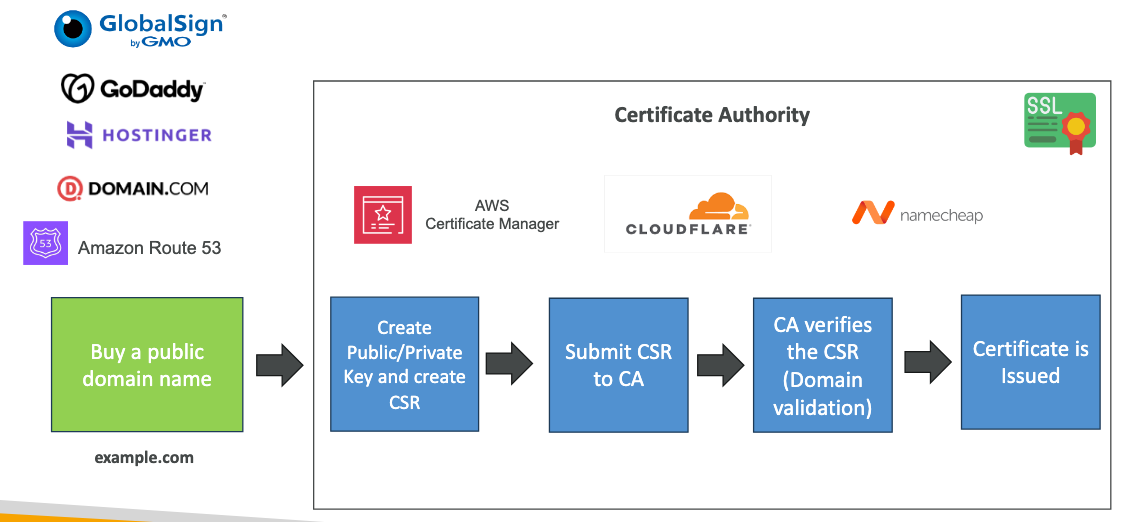 GlobalSign
by GMO
GoDaddy
HOSTINGER
DOMAIN.COM
53
Amazon Route 53
Buy a public
domain name
example.com
Certificate Authority
SSL
AWS
Certificate Manager
CLOUDFLARE
namecheap
Create
Public/Private
Key and create
CSR
Submit CSR
to CA
CA verifies
the CSR
(Domain
validation)
Certificate is
Issued